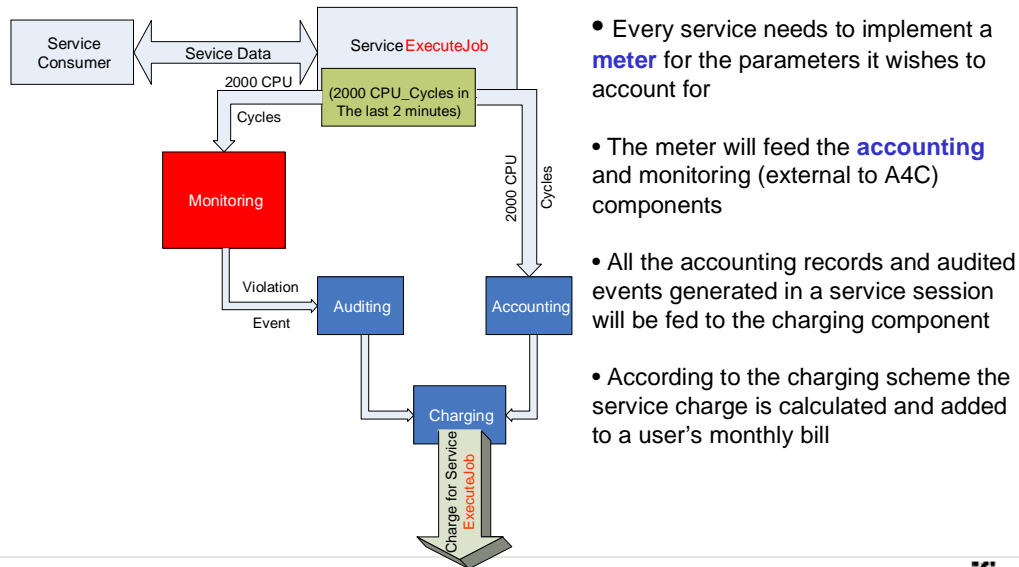 Service
Consumer
Sevice Data
Service ExecuteJob
(2000 CPU_Cycles in
The last 2 minutes)
2000 CPU
Cycles
2000 CPU
Cycles
Monitoring
Violation
Event
Auditing
Accounting
Charging
Charge for Service
ExecuteJob
• Every service needs to implement a
meter for the parameters it wishes to
account for
• The meter will feed the accounting
and monitoring (external to A4C)
components
• All the accounting records and audited
events generated in a service session
will be fed to the charging component
• According to the charging scheme the
service charge is calculated and added
to a user's monthly bill